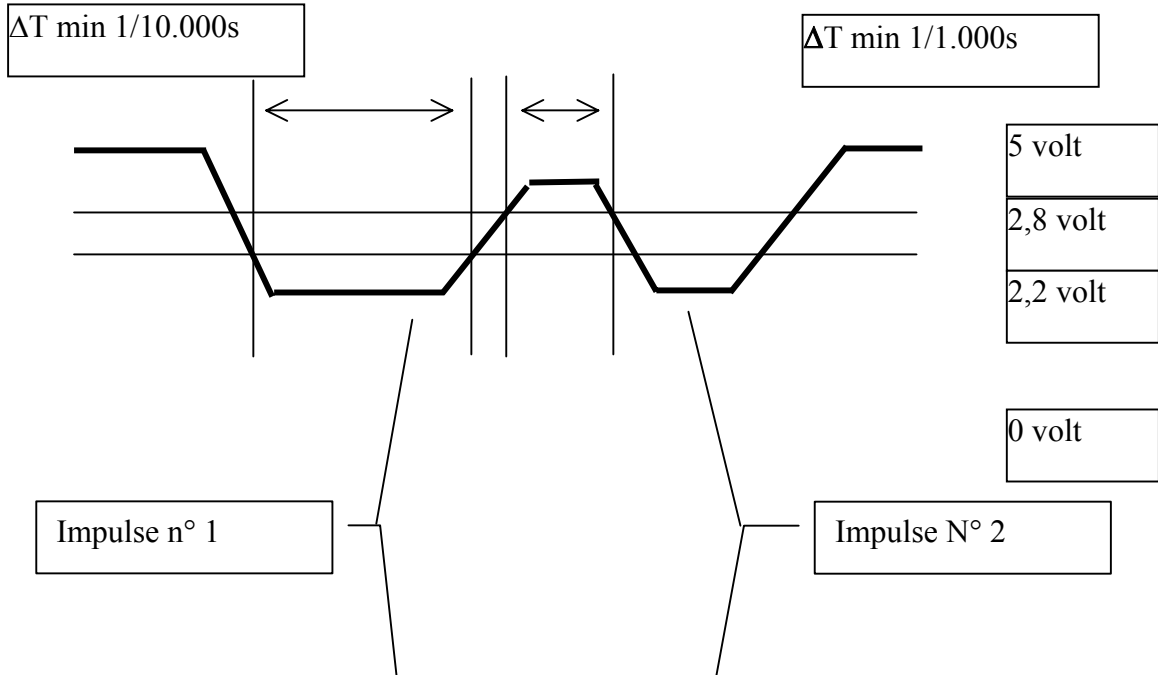 ΔT min 1/10.000s
ΔT min 1/1.000s
5 volt
2,8 volt
2,2 volt
0 volt
Impulse n° 1
Impulse N° 2